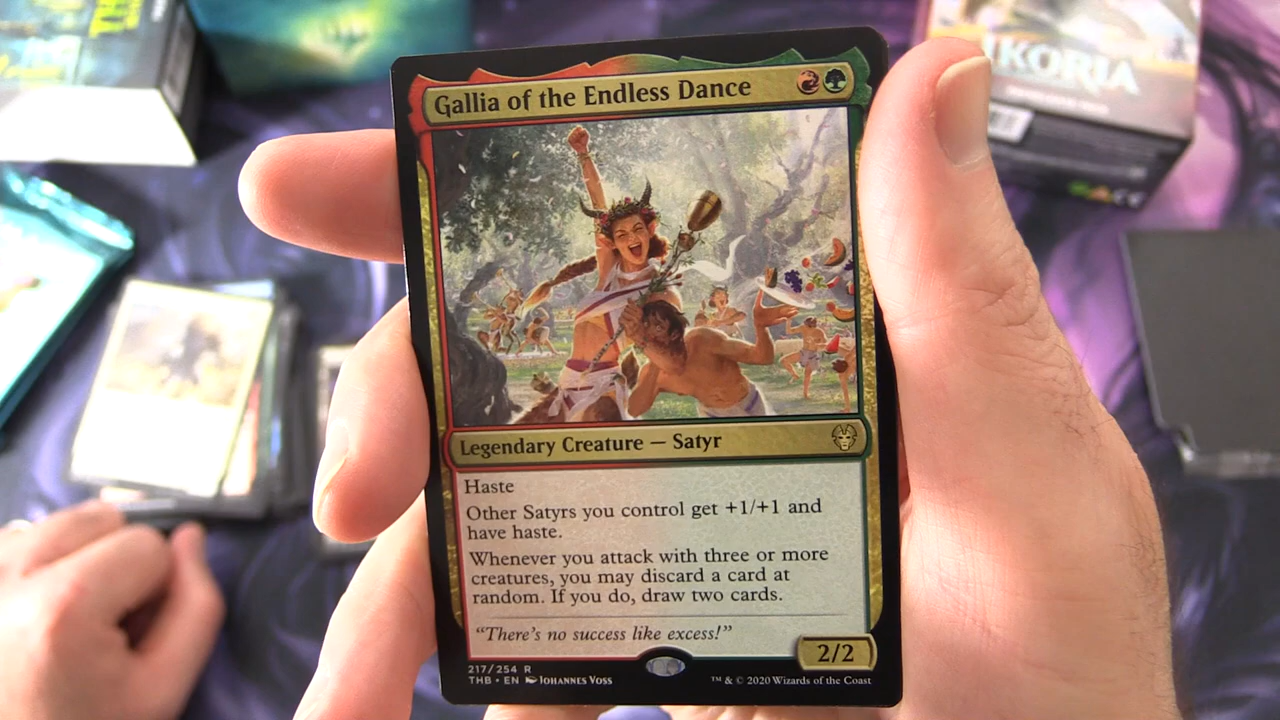 IKORIA
Gallia of the Endless Dance
Legendary Creature — Satyr
Haste
Other Satyrs you control get +1/+1 and
have haste.
Whenever you attack with three or more
creatures, you may discard a card at
random. If you do, draw two cards.
“There’s no success like excess!”
2/2
217/254 R
THB • EN Johannes Voss
™ & © 2020 Wizards of the Coast